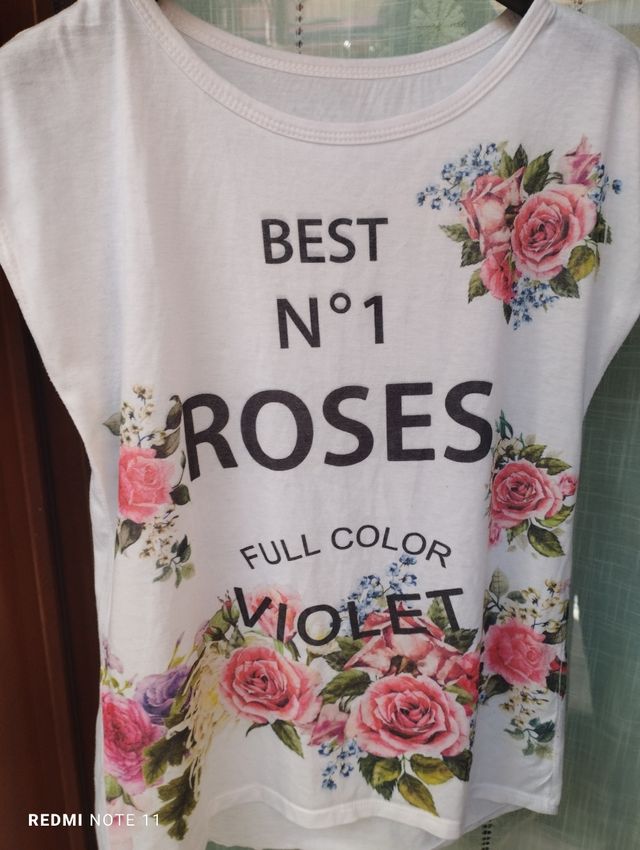 BEST
N°1
ROSES
FULL COLOR
VIOLET
REDMI NOTE 11